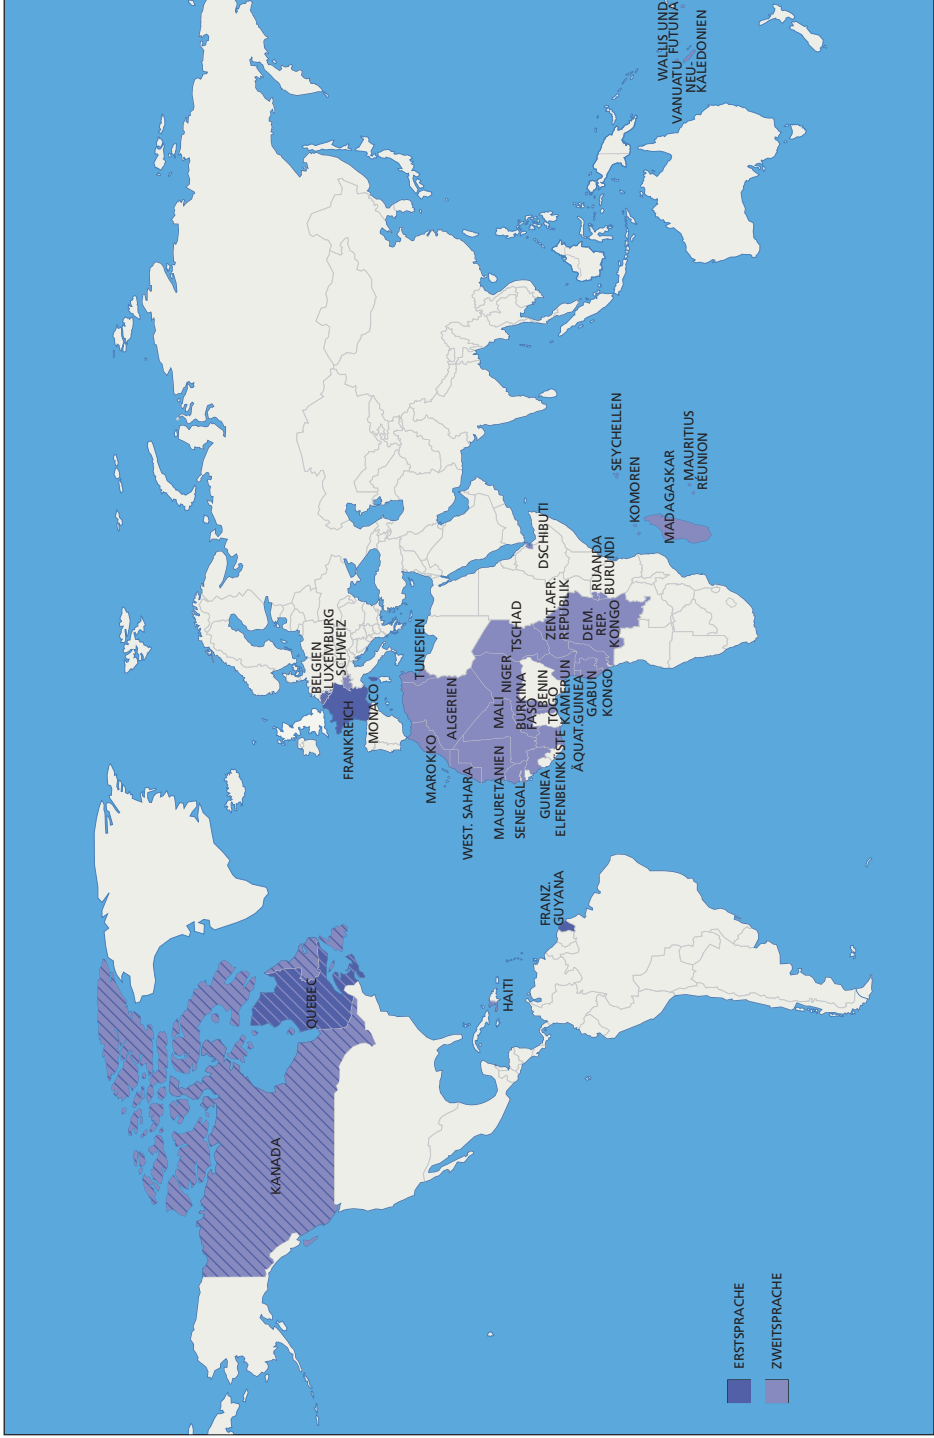 KANADA
QUEBEC
HAITI
FRANZ.
GUYANA
BELGIEN
LUXEMBURG
SCHWEIZ
FRANKREICH
MONACO
TUNESIEN
MAROKKO
ALGERIEN
WEST. SAHARA
MAURETANIEN
MALI
NIGER
TSCHAD
SENEGAL
BURKINA
FASO
GUINEA
BENIN
TOGO
ELFENBEINKÜSTE
KAMERUN
ÄQUAT.GUINEA
GABUN
KONGO
ZENT.AFR.
REPUBLIK
DEM.
REP.
KONGO
DSCHIBUTI
RUANDA
BURUNDI
SEYCHELLEN
KOMOREN
MADAGASKAR
MAURITIUS
RÉUNION
WALLIS UND
FUTUNA
VANUATU
NEU-
KALEDONIEN
ERSTSPRACHE
ZWEITSPRACHE